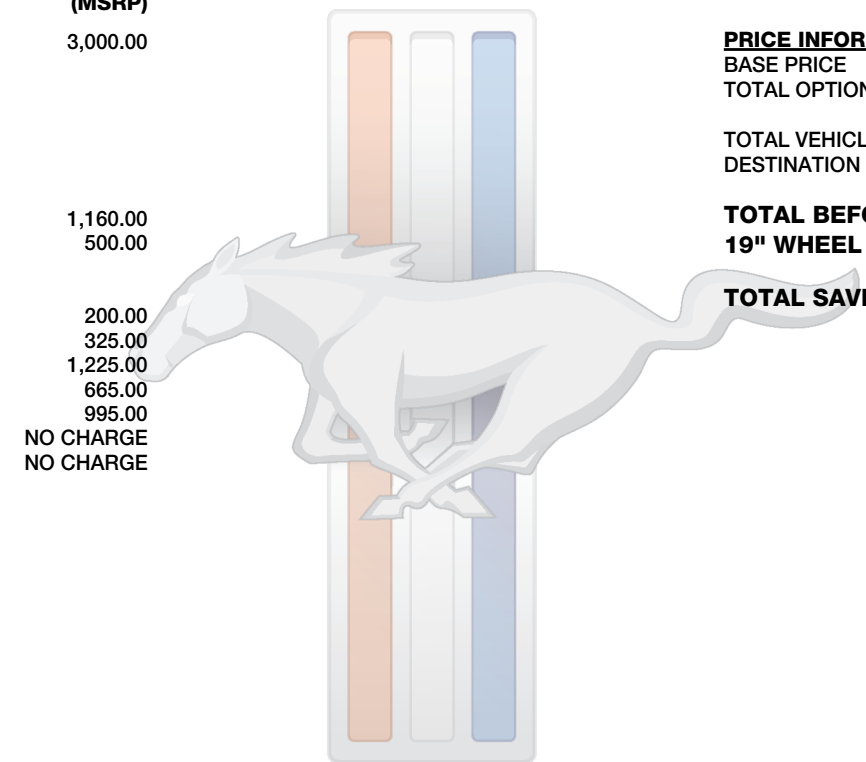 (MSRP)
3,000.00
1,160.00
500.00
200.00
325.00
1,225.00
665.00
995.00
NO CHARGE
NO CHARGE
PRICE INFOR
BASE PRICE
TOTAL OPTION
TOTAL VEHICL
DESTINATION
TOTAL BEFO
19" WHEEL
TOTAL SAVI